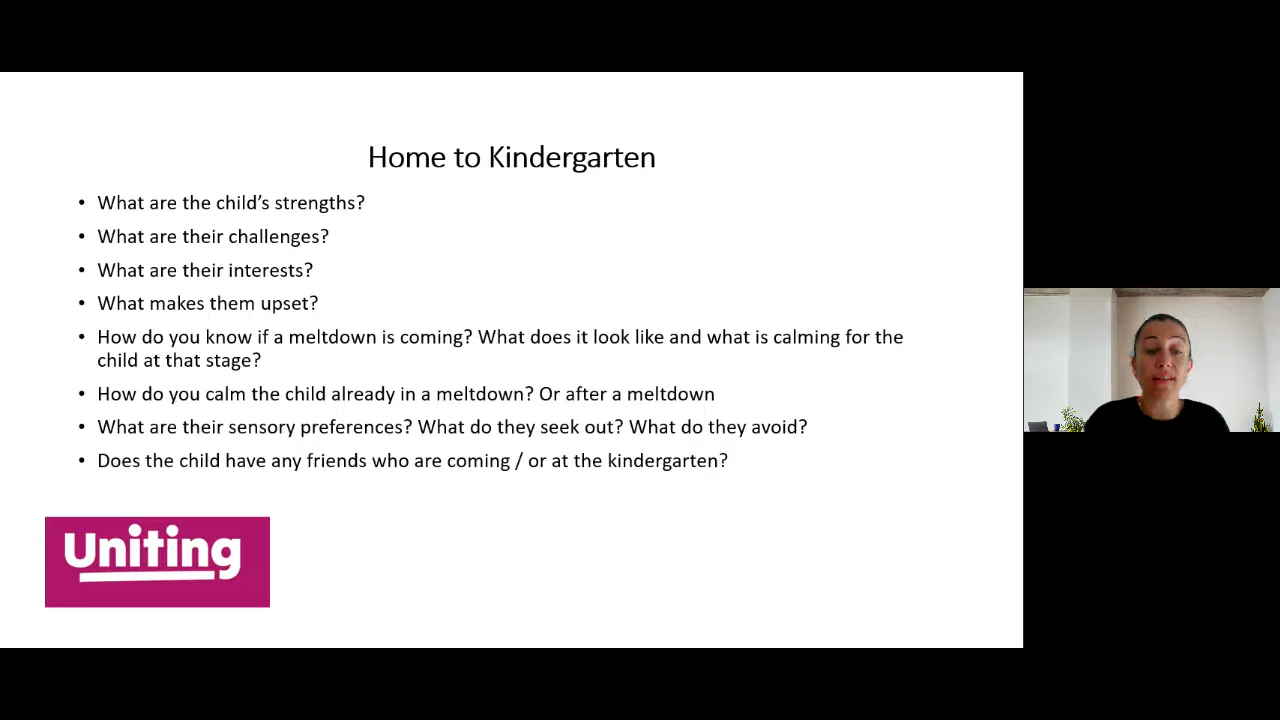 Home to Kindergarten
• What are the child’s strengths?
• What are their challenges?
• What are their interests?
• What makes them upset?
• How do you know if a meltdown is coming? What does it look like and what is calming for the
child at that stage?
• How do you calm the child already in a meltdown? Or after a meltdown
• What are their sensory preferences? What do they seek out? What do they avoid?
• Does the child have any friends who are coming / or at the kindergarten?
Uniting